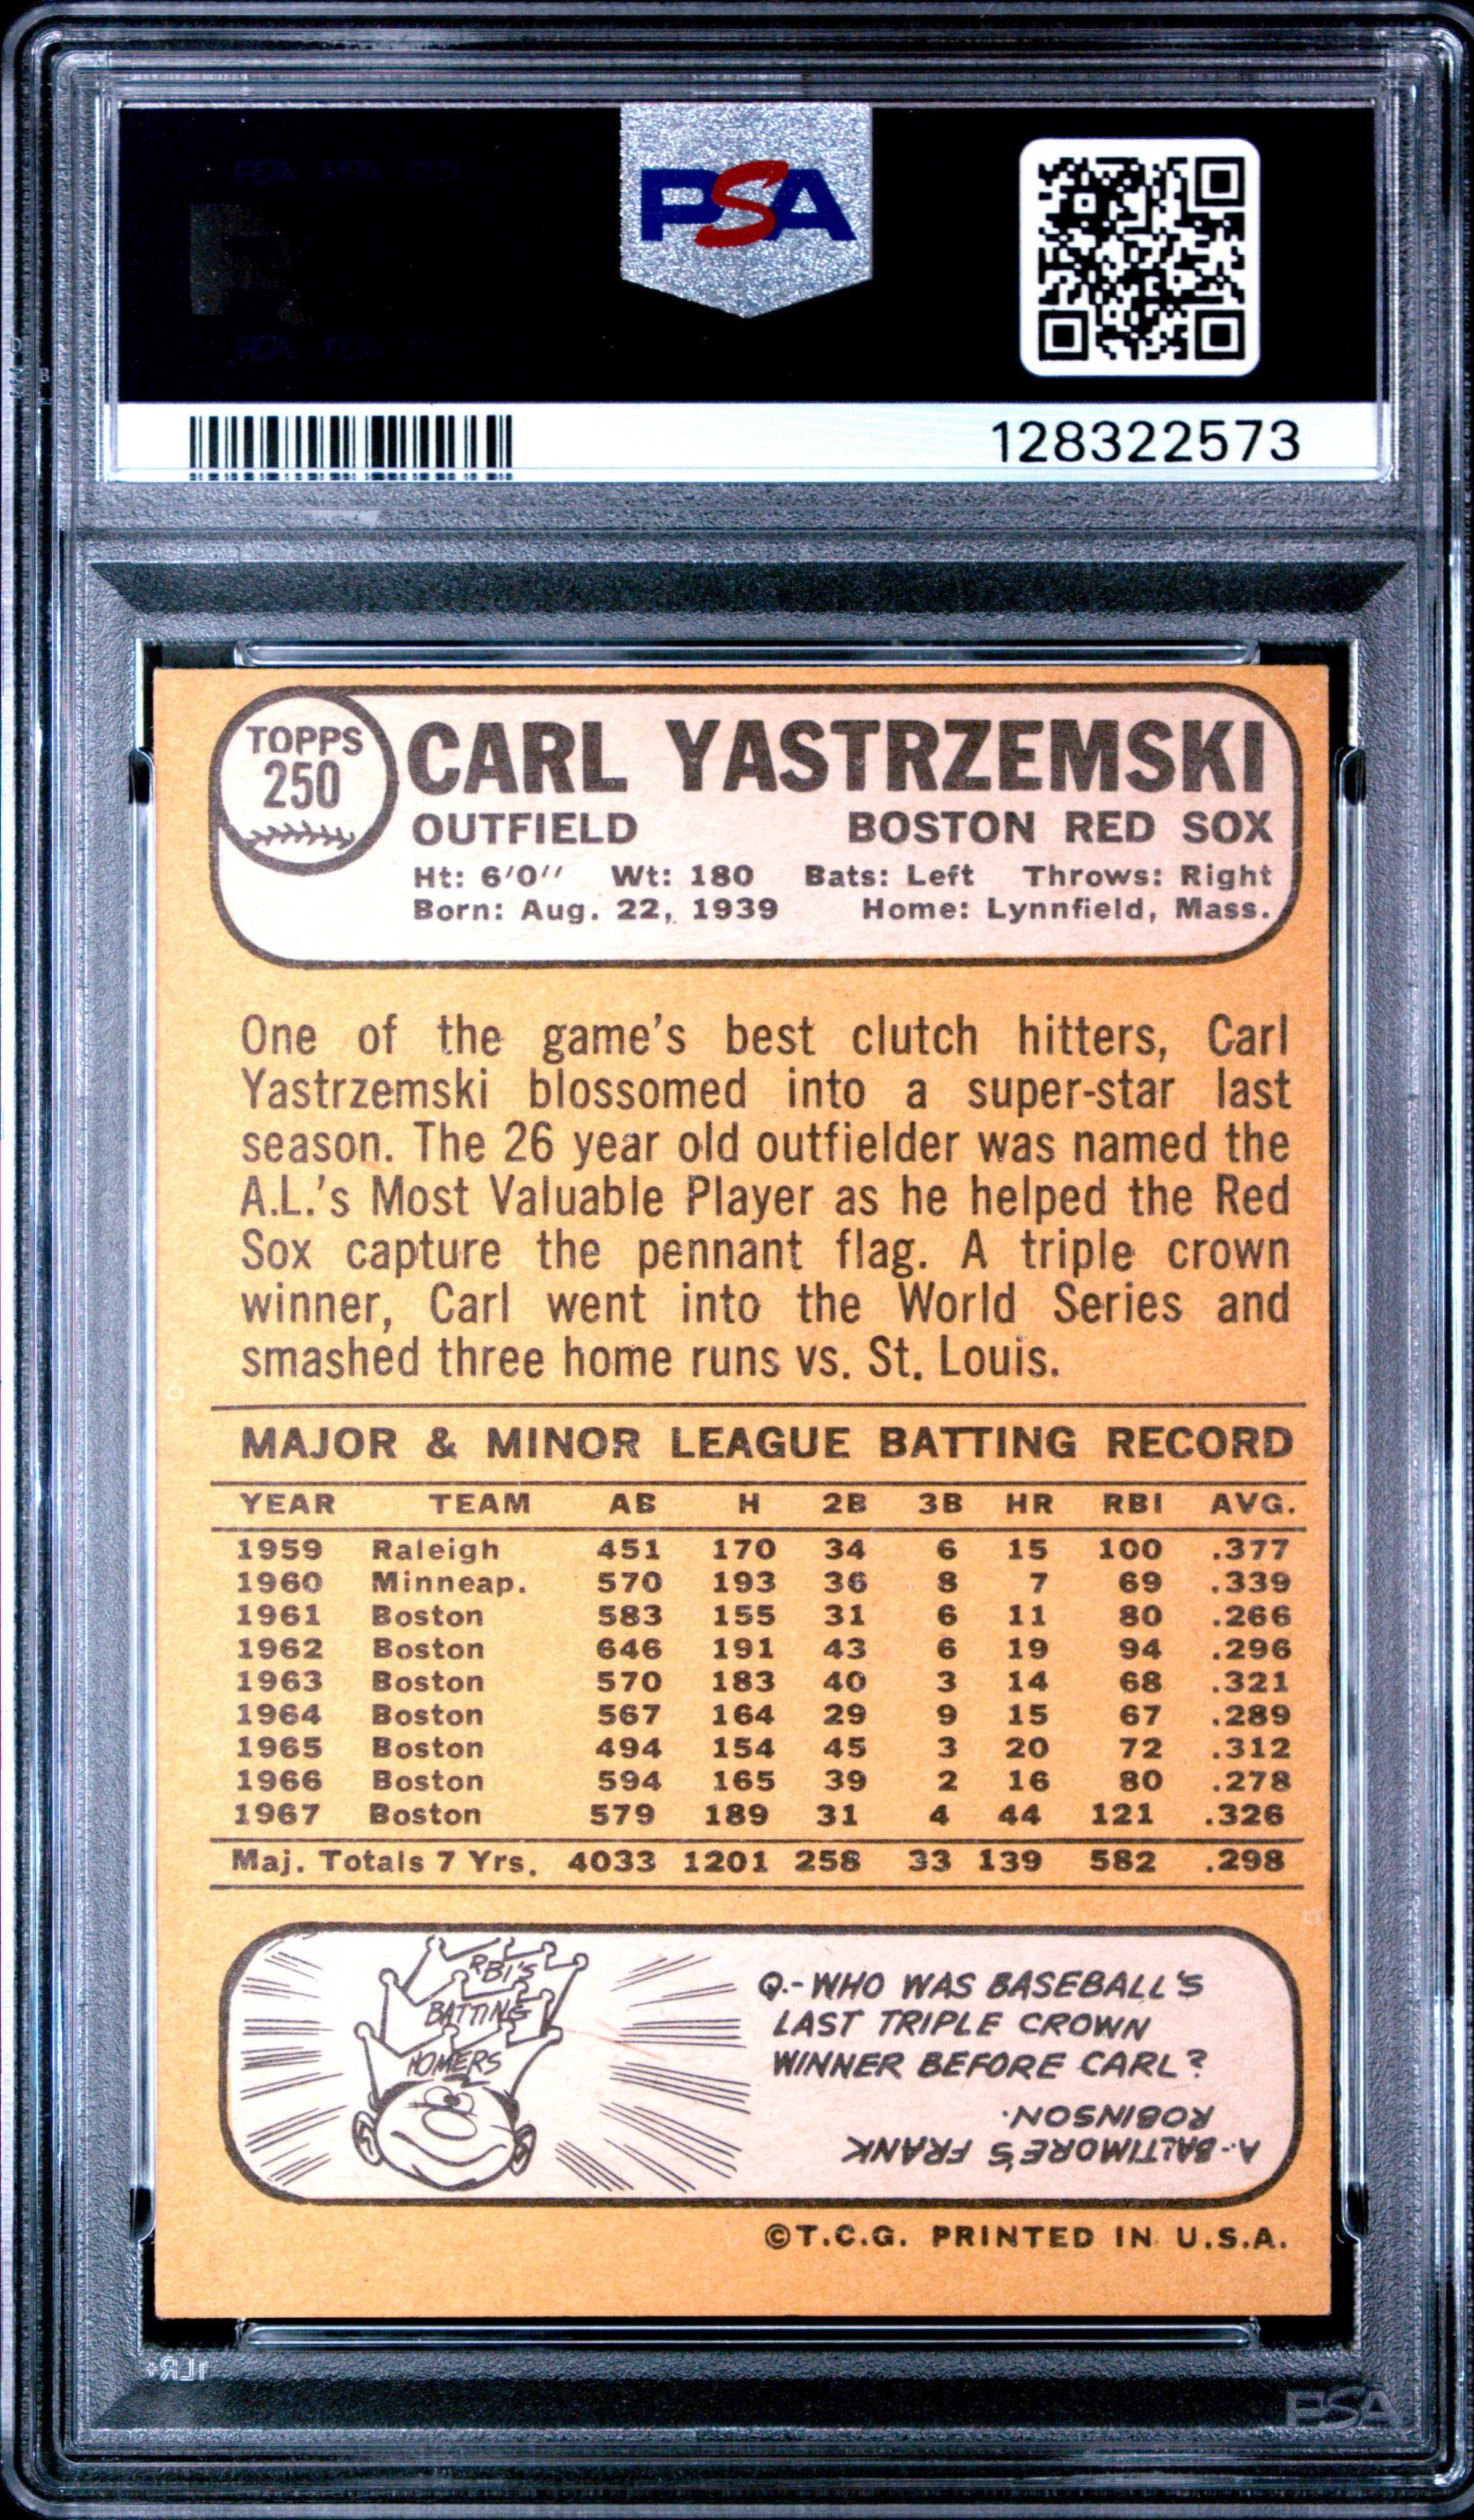 PSA
128322573
TOPPS
250
CARL YASTRZEMSKI
OUTFIELD BOSTON RED SOX
Ht: 6'0'' Wt: 180 Bats: Left Throws: Right
Born: Aug. 22, 1939 Home: Lynnfield, Mass.
One of the game's best clutch hitters, Carl
Yastrzemski blossomed into a super-star last
season. The 26 year old outfielder was named the
A.L.'s Most Valuable Player as he helped the Red
Sox capture the pennant flag. A triple crown
winner, Carl went into the World Series and
smashed three home runs vs. St. Louis.
MAJOR & MINOR LEAGUE BATTING RECORD
YEAR TEAM AB H 2B 3B HR RBI AVG.
1959 Raleigh 451 170 34 6 15 100 .377
1960 Minneap. 570 193 36 8 7 69 .339
1961 Boston 583 155 31 6 11 80 .266
1962 Boston 646 191 43 6 19 94 .296
1963 Boston 570 183 40 3 14 68 .321
1964 Boston 567 164 29 9 15 67 .289
1965 Boston 494 154 45 3 20 72 .312
1966 Boston 594 165 39 2 16 80 .278
1967 Boston 579 189 31 4 44 121 .326
Maj. Totals 7 Yrs. 4033 1201 258 33 139 582 .298
RBI'S
BATTING
HOMERS
Q.-WHO WAS BASEBALL'S
LAST TRIPLE CROWN
WINNER BEFORE CARL?
A.-BALTIMORE'S FRANK
ROBINSON.
©T.C.G. PRINTED IN U.S.A.
PSA